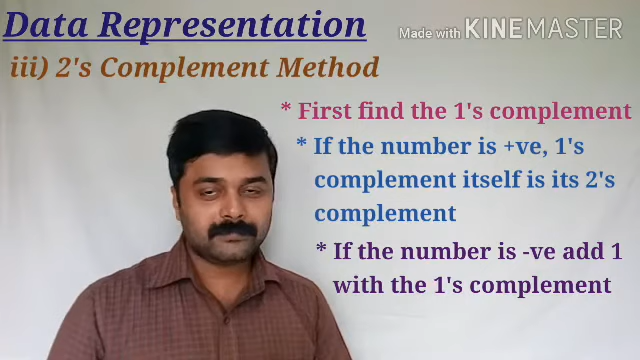 Data Representation
Made with KINEMASTER
iii) 2's Complement Method
* First find the 1's complement
* If the number is +ve, 1's
complement itself is its 2's
complement
* If the number is -ve add 1
with the 1's complement